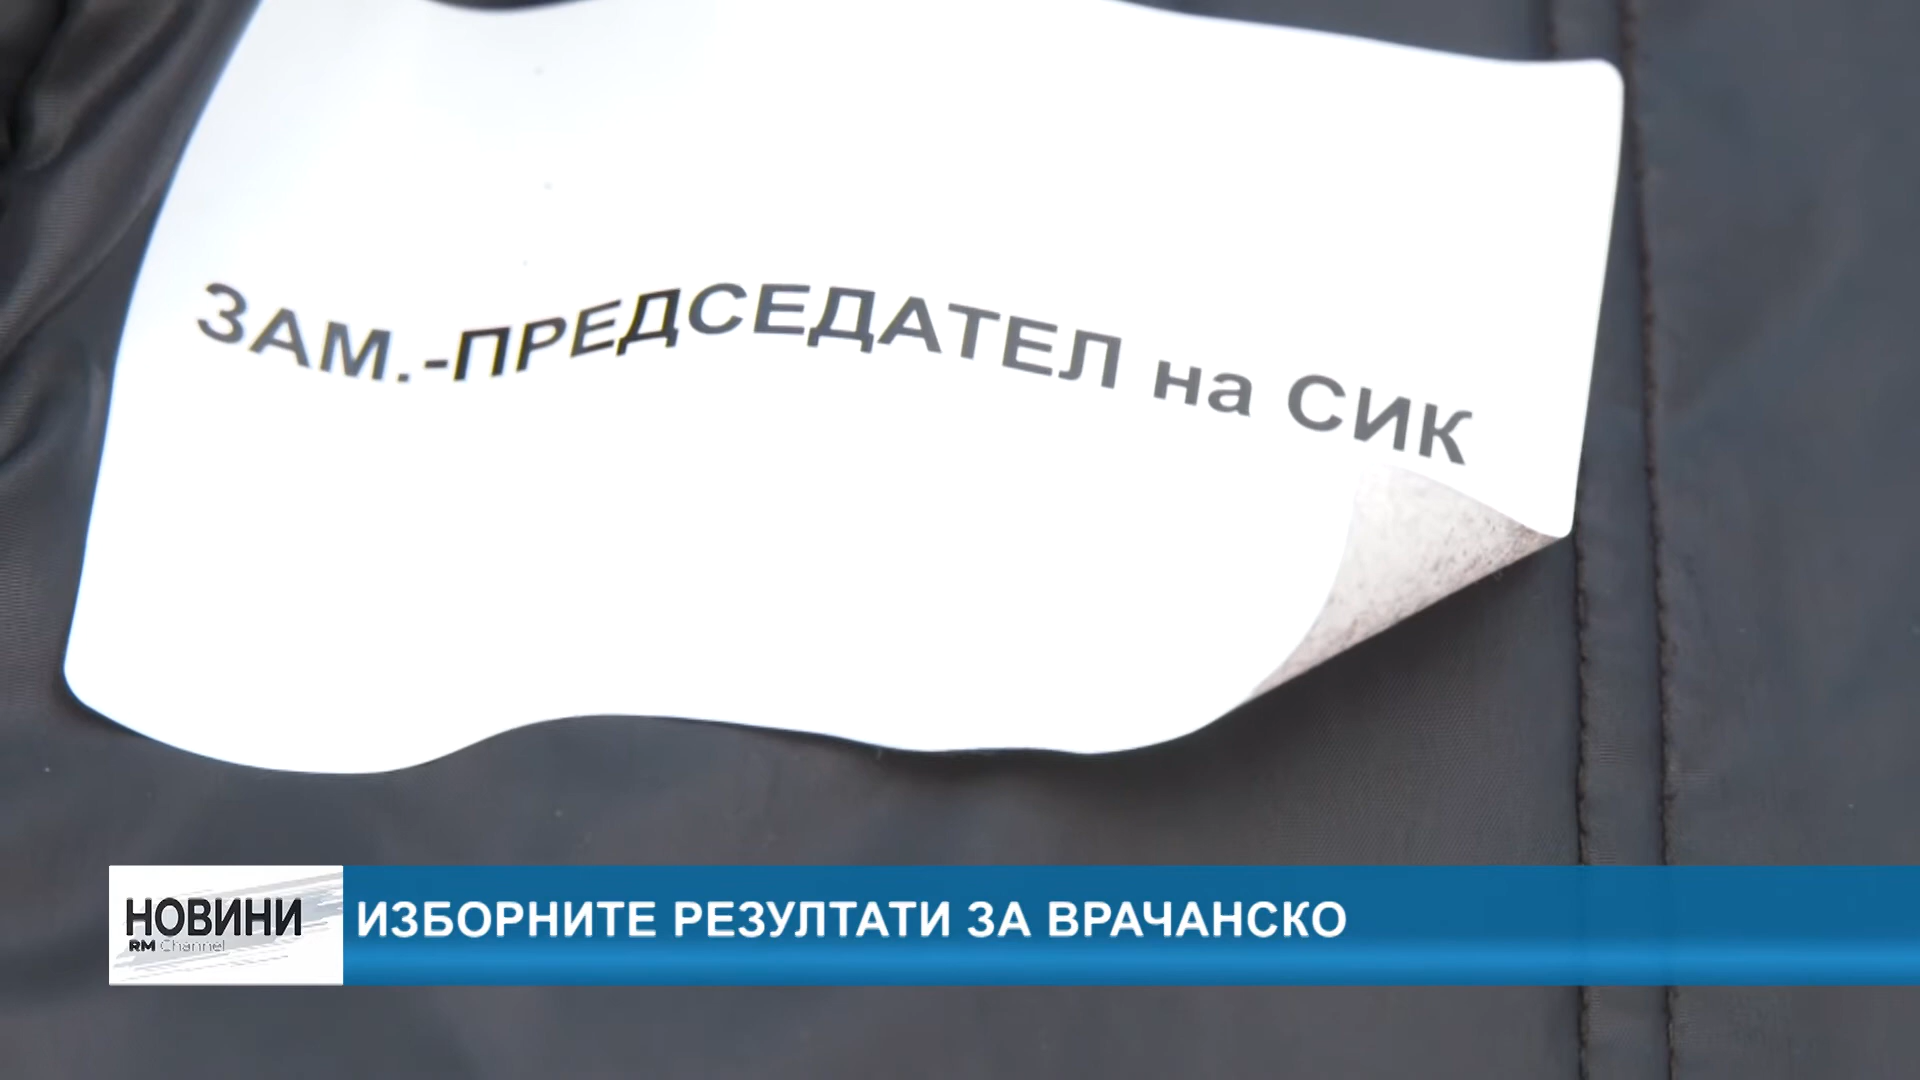 ЗАМ.-ПРЕДСЕДАТЕЛ на СИК
НОВИНИ
RM Channel
ИЗБОРНИТЕ РЕЗУЛТАТИ ЗА ВРАЧАНСКО